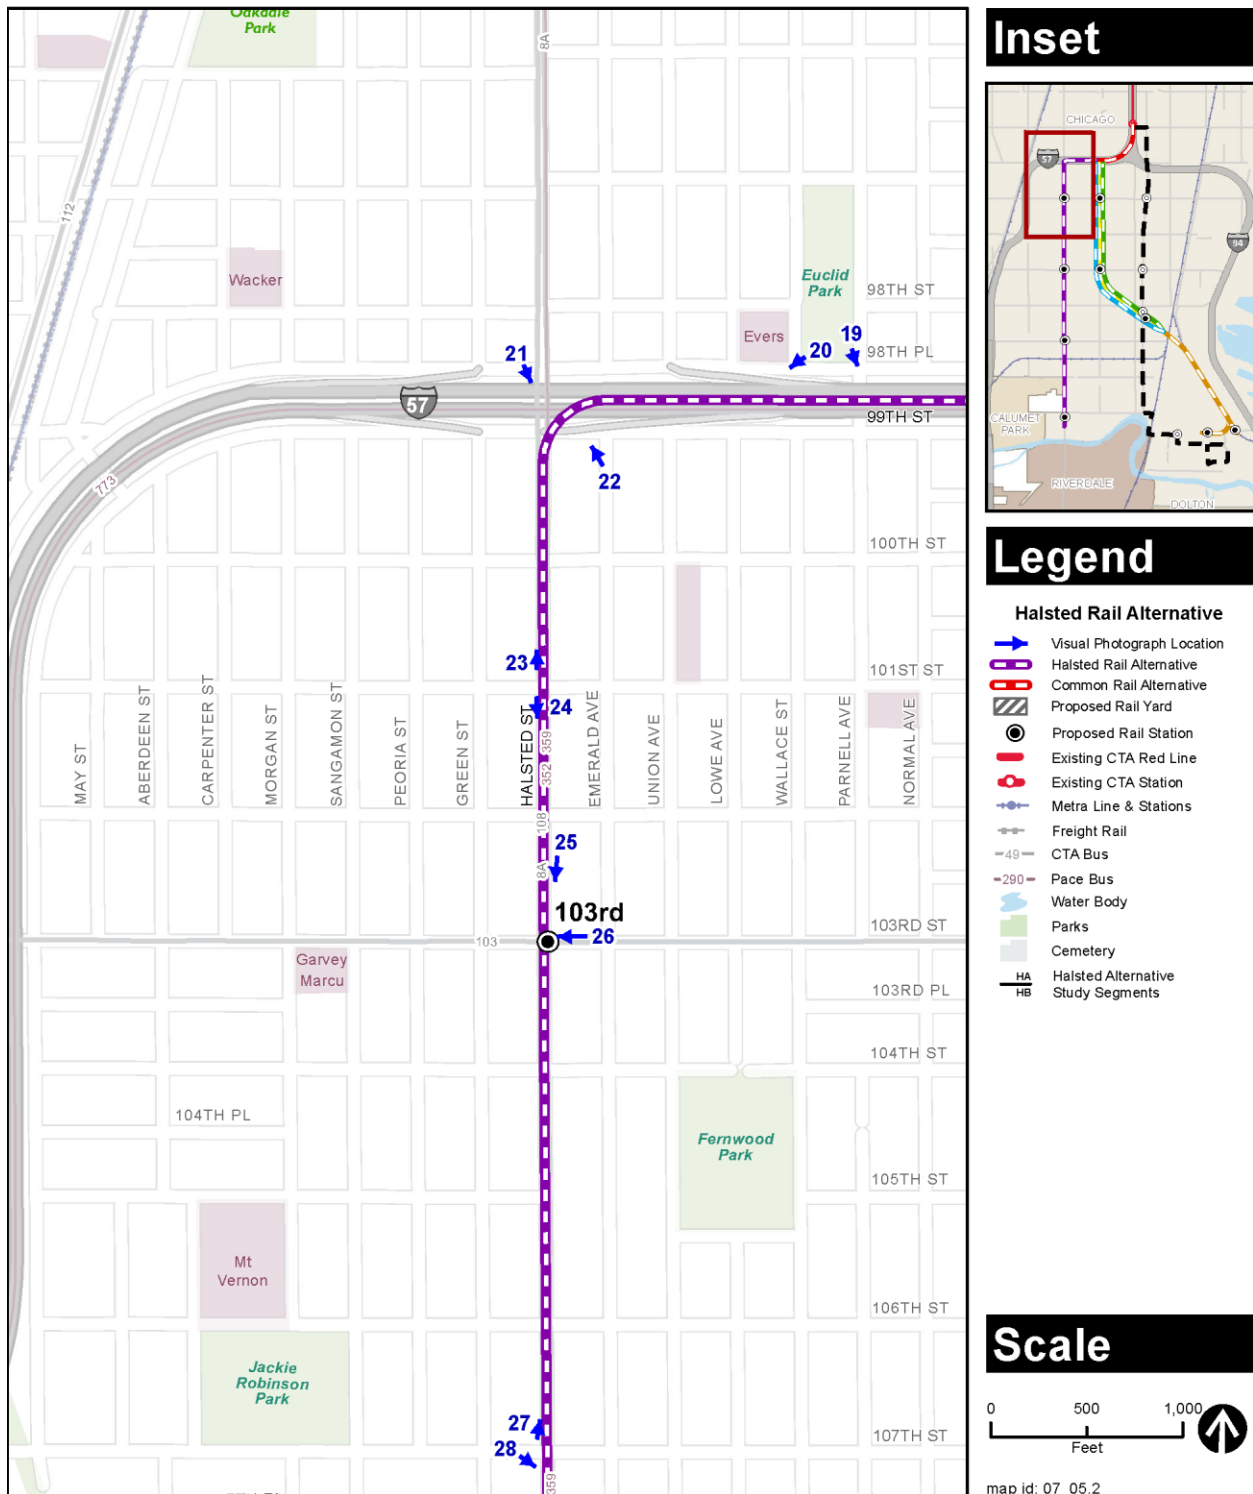 Oakdale
Park
8A
112
Wacker
Euclid
Park
98TH ST
Evers
20
19
98TH PL
21
57
99TH ST
22
773
100TH ST
23
101ST ST
24
MAY ST
ABERDEEN ST
CARPENTER ST
MORGAN ST
SANGAMON ST
PEORIA ST
GREEN ST
HALSTED ST
359
352
EMERALD AVE
UNION AVE
LOWE AVE
WALLACE ST
PARNELL AVE
NORMAL AVE
108
25
8A
103rd
103RD ST
26
103
Garvey
Marcu
103RD PL
104TH ST
104TH PL
Fernwood
Park
105TH ST
Mt
Vernon
106TH ST
Jackie
Robinson
Park
27
107TH ST
28
359
Inset
CHICAGO
57
94
CALUMET
PARK
RIVERDALE
DOLTON
Legend
Halsted Rail Alternative
Visual Photograph Location
Halsted Rail Alternative
Common Rail Alternative
Proposed Rail Yard
Proposed Rail Station
Existing CTA Red Line
Existing CTA Station
Metra Line & Stations
Freight Rail
49 CTA Bus
290 Pace Bus
Water Body
Parks
Cemetery
HA Halsted Alternative
HB Study Segments
Scale
0 500 1,000
Feet
map id: 07_05.2